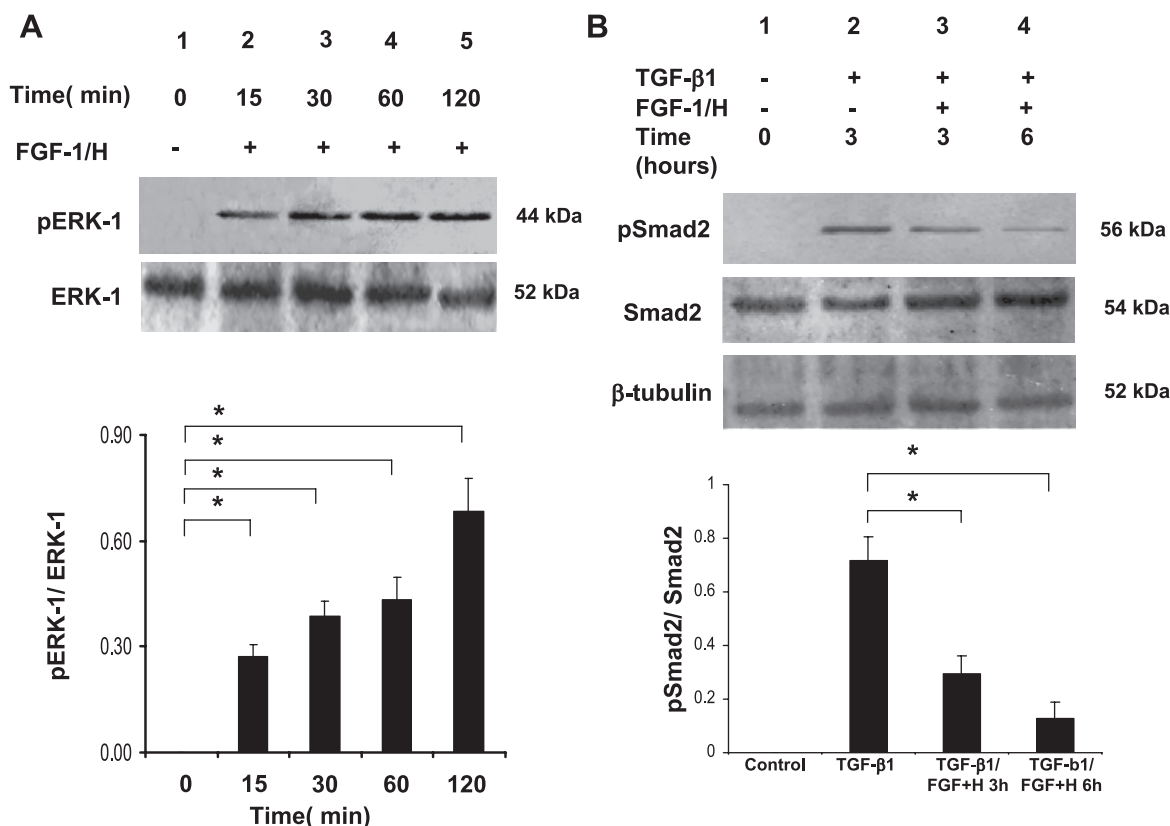 A
1 2 3 4 5
Time( min) 0 15 30 60 120
FGF-1/H - + + + +
pERK-1 44 kDa
ERK-1 52 kDa
*
*
*
*
0.90
0.60
0.30
0.00
pERK-1/ ERK-1
0 15 30 60 120
Time( min)
B
1 2 3 4
TGF-β1 - + + +
FGF-1/H - - + +
Time 0 3 3 6
(hours)
pSmad2 56 kDa
Smad2 54 kDa
β-tubulin 52 kDa
*
*
1
0.8
0.6
0.4
0.2
0
pSmad2/ Smad2
Control TGF-β1 TGF-β1/ TGF-b1/
FGF+H 3h FGF+H 6h